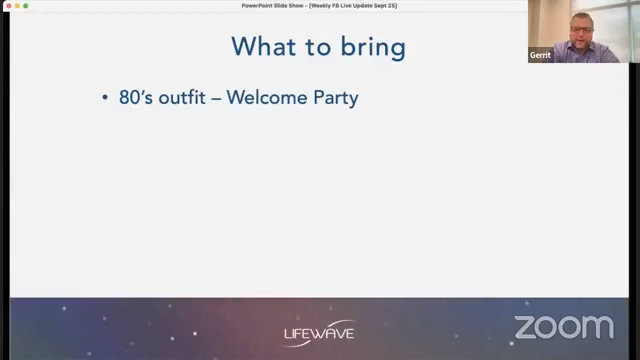 PowerPoint Slide Show - [Weekly FB Live Update Sept 25]
What to bring
• 80's outfit – Welcome Party
Gerrit
LIFEWAVE
zoom